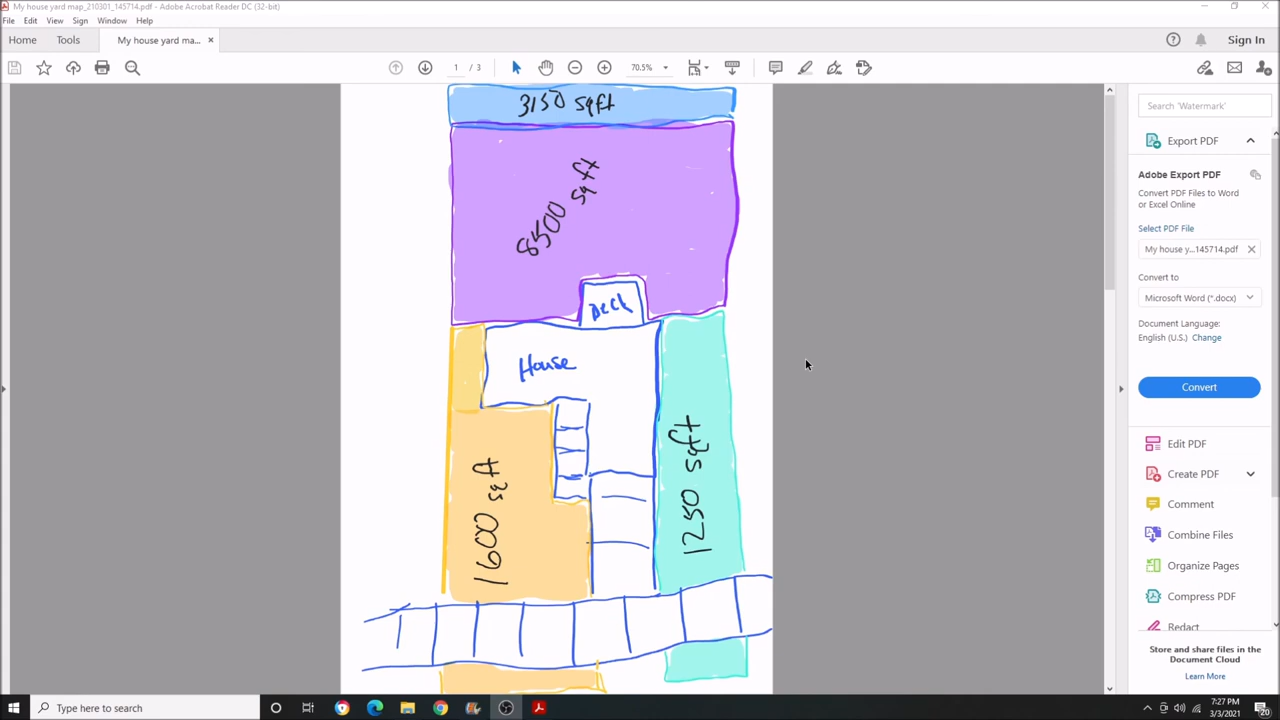 My house yard map_210301_145714.pdf - Adobe Acrobat Reader DC (32-bit)
File Edit View Sign Window Help
Home Tools My house yard ma... × Sign In
1 / 3 70.5%
3150 sqft
8500 sqft
Deck
House
1600 sqft
1250 sqft
Search 'Watermark'
Export PDF
Adobe Export PDF
Convert PDF Files to Word
or Excel Online
Select PDF File
My house y...145714.pdf
Convert to
Microsoft Word (*.docx)
Document Language:
English (U.S.) Change
Convert
Edit PDF
Create PDF
Comment
Combine Files
Organize Pages
Compress PDF
Redact
Store and share files in the
Document Cloud
Learn More
Type here to search
7:27 PM
3/3/2021
20